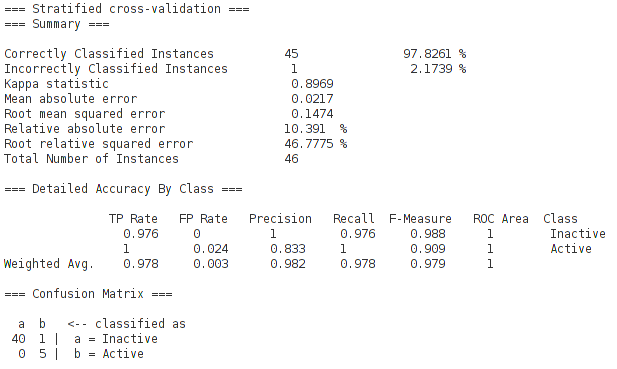 === Stratified cross-validation ===
=== Summary ===
Correctly Classified Instances 45 97.8261 %
Incorrectly Classified Instances 1 2.1739 %
Kappa statistic 0.8969
Mean absolute error 0.0217
Root mean squared error 0.1474
Relative absolute error 10.391 %
Root relative squared error 46.7775 %
Total Number of Instances 46
=== Detailed Accuracy By Class ===
TP Rate FP Rate Precision Recall F-Measure ROC Area Class
0.976 0 1 0.976 0.988 1 Inactive
1 0.024 0.833 1 0.909 1 Active
Weighted Avg. 0.978 0.003 0.982 0.978 0.979 1
=== Confusion Matrix ===
a b <-- classified as
40 1 | a = Inactive
0 5 | b = Active